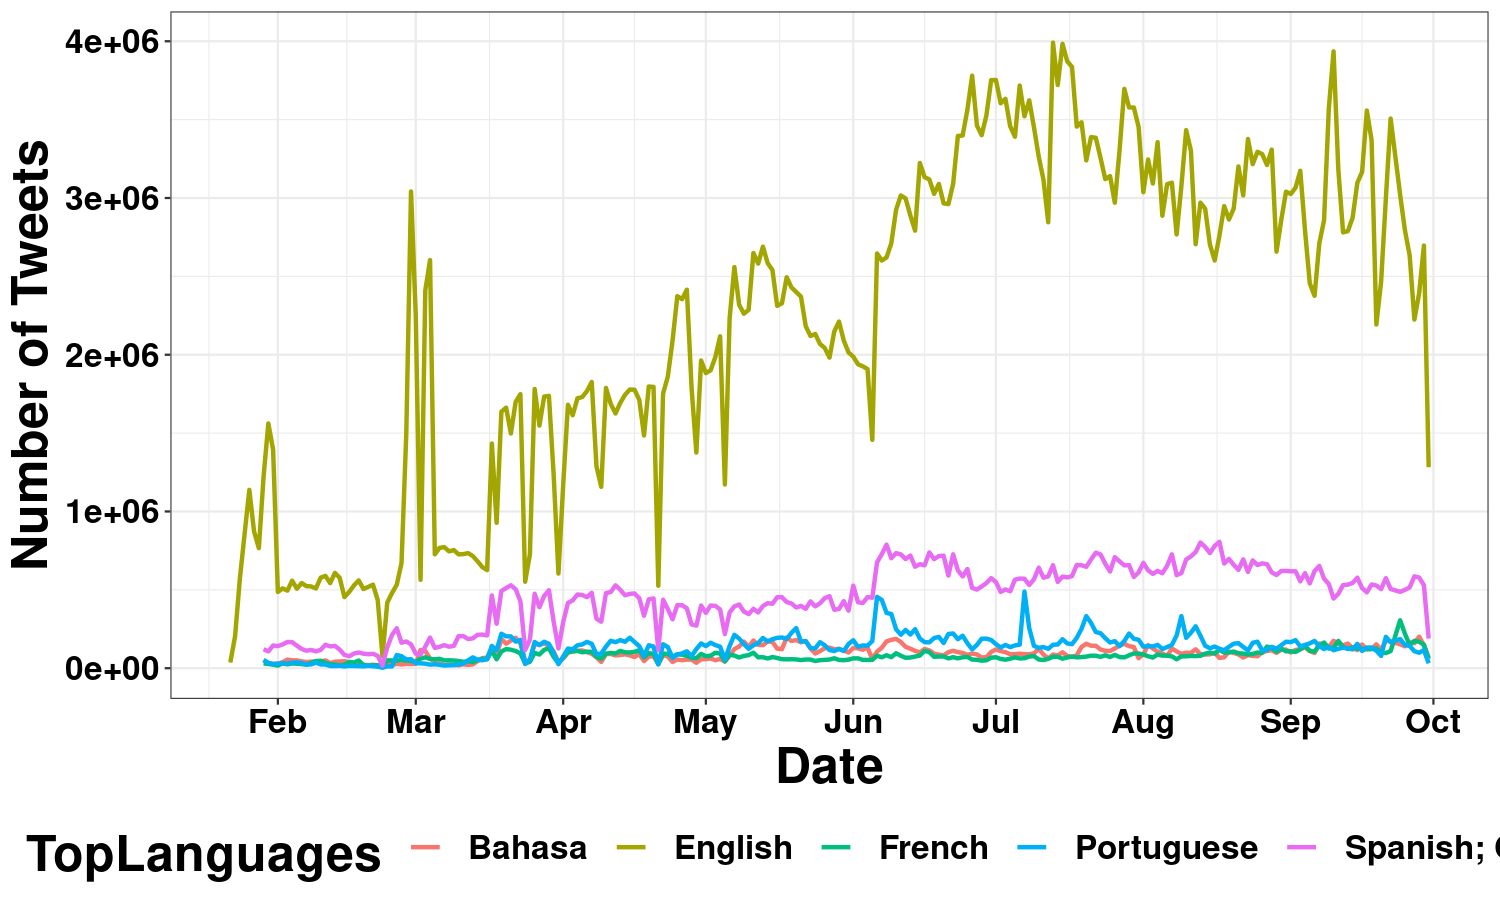 Number of Tweets
4e+06
3e+06
2e+06
1e+06
0e+00
Feb Mar Apr May Jun Jul Aug Sep Oct
Date
TopLanguages Bahasa English French Portuguese Spanish;